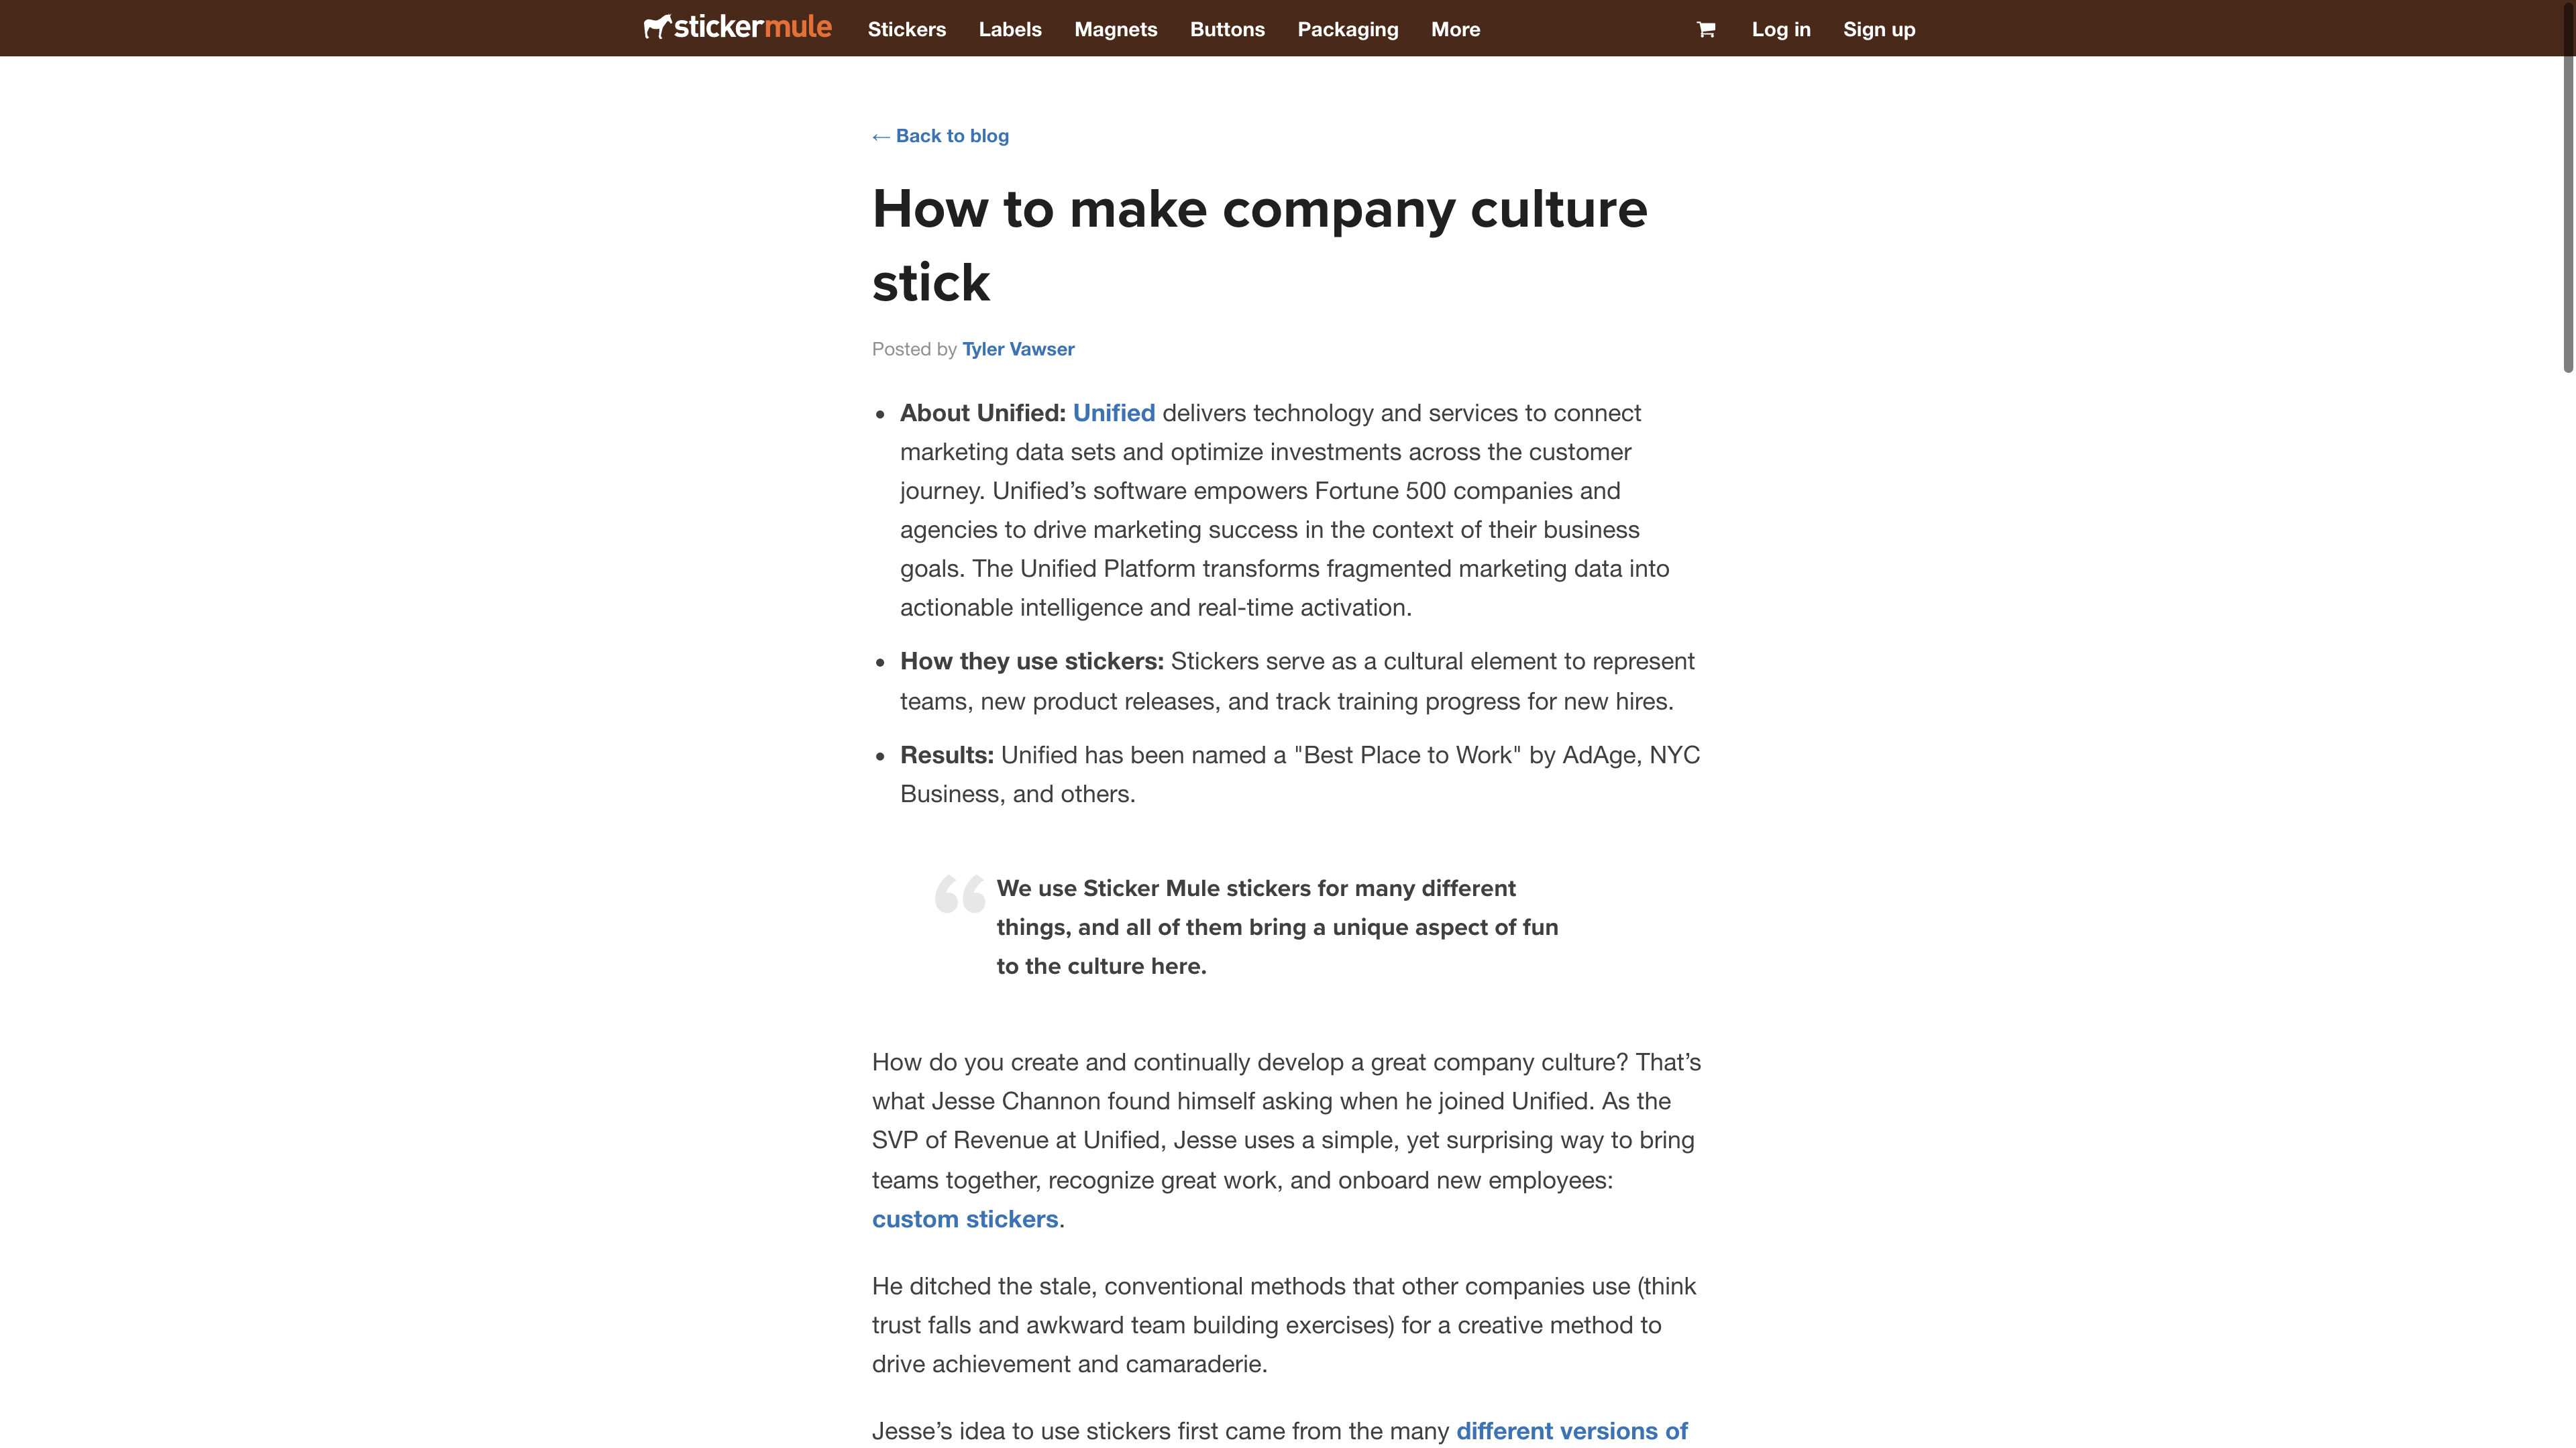 stickermule Stickers Labels Magnets Buttons Packaging More Log in Sign up
← Back to blog
How to make company culture
stick
Posted by Tyler Vawser
• About Unified: Unified delivers technology and services to connect
marketing data sets and optimize investments across the customer
journey. Unified’s software empowers Fortune 500 companies and
agencies to drive marketing success in the context of their business
goals. The Unified Platform transforms fragmented marketing data into
actionable intelligence and real-time activation.
• How they use stickers: Stickers serve as a cultural element to represent
teams, new product releases, and track training progress for new hires.
• Results: Unified has been named a "Best Place to Work" by AdAge, NYC
Business, and others.
“ We use Sticker Mule stickers for many different
things, and all of them bring a unique aspect of fun
to the culture here.
How do you create and continually develop a great company culture? That’s
what Jesse Channon found himself asking when he joined Unified. As the
SVP of Revenue at Unified, Jesse uses a simple, yet surprising way to bring
teams together, recognize great work, and onboard new employees:
custom stickers.
He ditched the stale, conventional methods that other companies use (think
trust falls and awkward team building exercises) for a creative method to
drive achievement and camaraderie.
Jesse’s idea to use stickers first came from the many different versions of